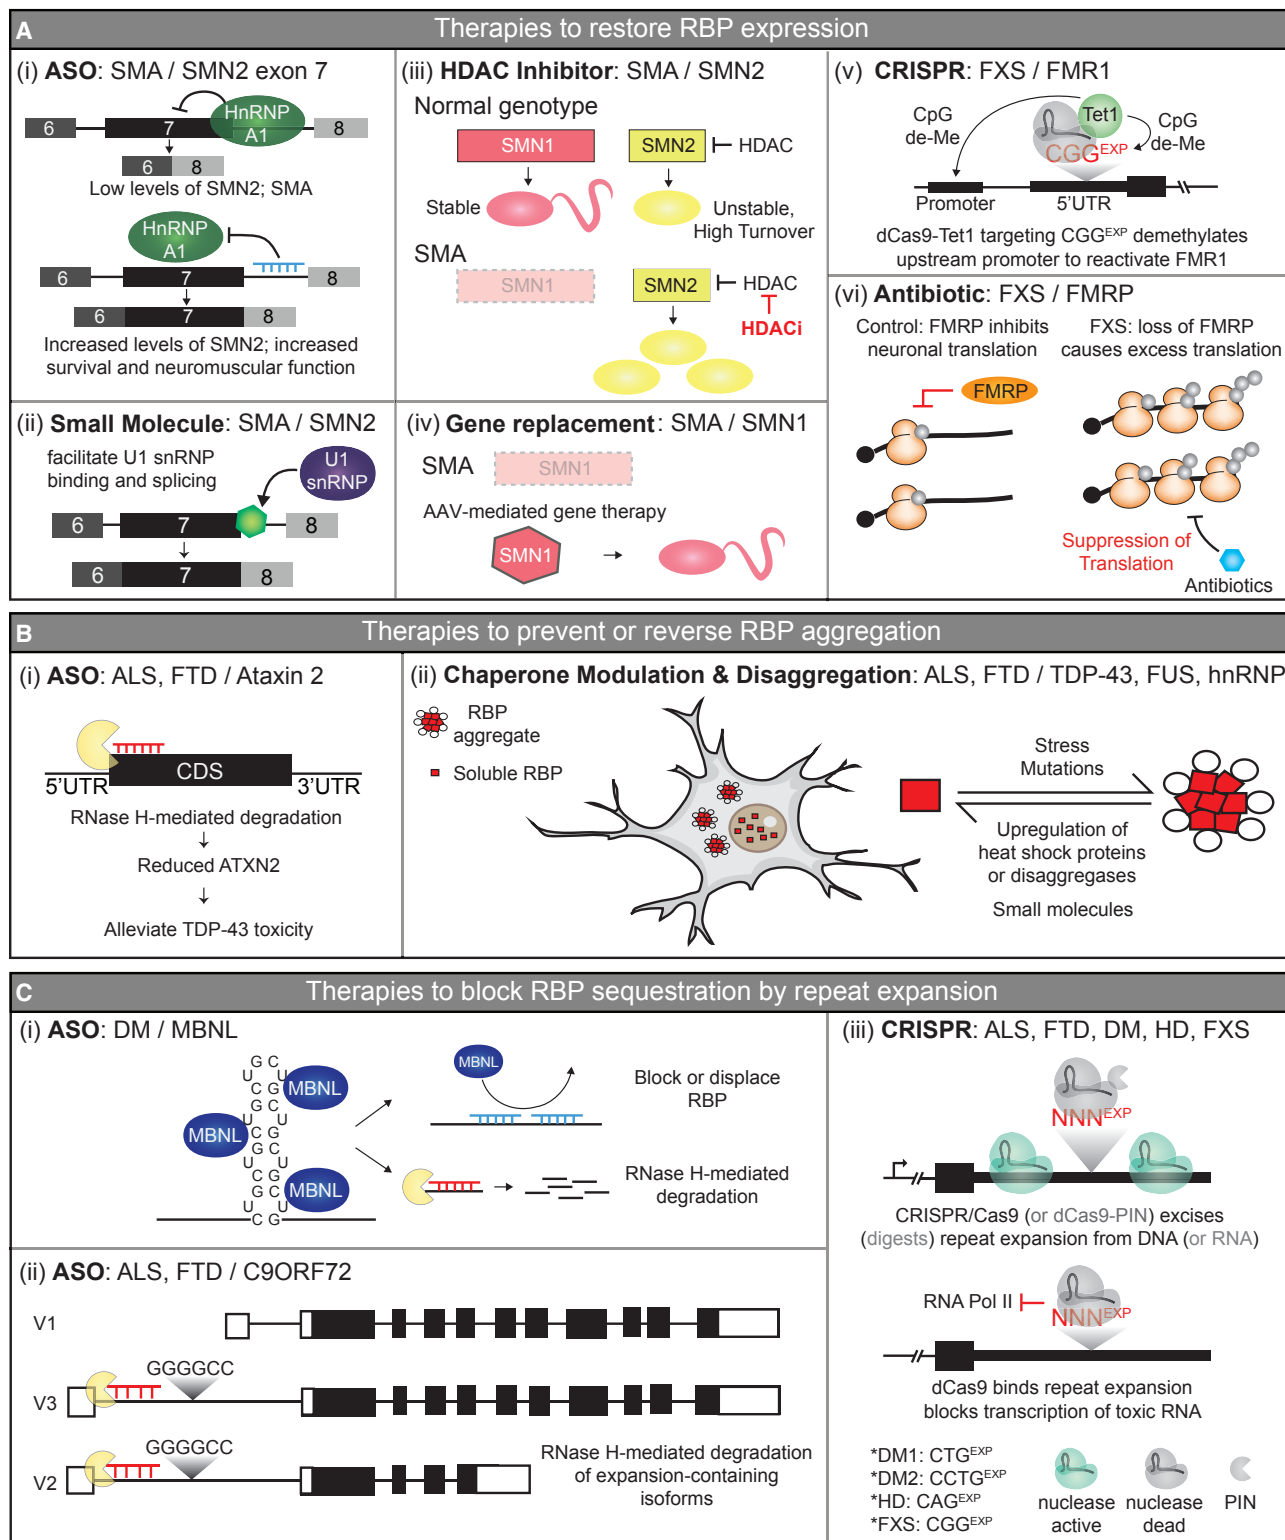 A Therapies to restore RBP expression
(i) ASO: SMA / SMN2 exon 7
HnRNP
A1
6 7 8
6 8
Low levels of SMN2; SMA
HnRNP
A1
6 7 8
6 7 8
Increased levels of SMN2; increased
survival and neuromuscular function
(ii) Small Molecule: SMA / SMN2
facilitate U1 snRNP
binding and splicing
U1
snRNP
6 7 8
6 7 8
(iii) HDAC Inhibitor: SMA / SMN2
Normal genotype
SMN1 SMN2 HDAC
Stable
Unstable,
High Turnover
SMA
SMN1 SMN2 HDAC
HDACi
(iv) Gene replacement: SMA / SMN1
SMA SMN1
AAV-mediated gene therapy
SMN1
(v) CRISPR: FXS / FMR1
CpG
de-Me
Tet1
CpG
de-Me
CGGEXP
Promoter 5'UTR
dCas9-Tet1 targeting CGGEXP demethylates
upstream promoter to reactivate FMR1
(vi) Antibiotic: FXS / FMRP
Control: FMRP inhibits
neuronal translation
FMRP
FXS: loss of FMRP
causes excess translation
Suppression of
Translation
Antibiotics
B Therapies to prevent or reverse RBP aggregation
(i) ASO: ALS, FTD / Ataxin 2
CDS
5'UTR 3'UTR
RNase H-mediated degradation
Reduced ATXN2
Alleviate TDP-43 toxicity
(ii) Chaperone Modulation & Disaggregation: ALS, FTD / TDP-43, FUS, hnRNP
RBP
aggregate
Soluble RBP
Stress
Mutations
Upregulation of
heat shock proteins
or disaggregases
Small molecules
C Therapies to block RBP sequestration by repeat expansion
(i) ASO: DM / MBNL
G C
U U
C G
U C
G U
C G
U C
G U
C G
U C
G U
U
C G
MBNL
MBNL
MBNL
MBNL
Block or displace
RBP
RNase H-mediated
degradation
(ii) ASO: ALS, FTD / C9ORF72
V1
GGGGCC
V3
GGGGCC
V2
RNase H-mediated degradation
of expansion-containing
isoforms
(iii) CRISPR: ALS, FTD, DM, HD, FXS
NNNEXP
CRISPR/Cas9 (or dCas9-PIN) excises
(digests) repeat expansion from DNA (or RNA)
RNA Pol II
NNNEXP
dCas9 binds repeat expansion
blocks transcription of toxic RNA
*DM1: CTGEXP
*DM2: CCTGEXP
*HD: CAGEXP
*FXS: CGGEXP
nuclease
active
nuclease
dead
PIN